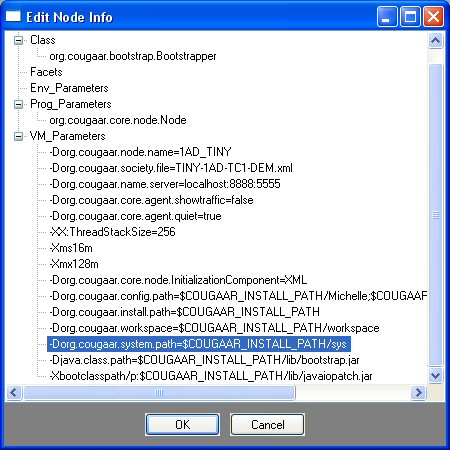 Edit Node Info
Class
org.cougaar.bootstrap.Bootstrapper
Facets
Env_Parameters
Prog_Parameters
org.cougaar.core.node.Node
VM_Parameters
-Dorg.cougaar.node.name=1AD_TINY
-Dorg.cougaar.society.file=TINY-1AD-TC1-DEM.xml
-Dorg.cougaar.name.server=localhost:8888:5555
-Dorg.cougaar.core.agent.showtraffic=false
-Dorg.cougaar.core.agent.quiet=true
-XX:ThreadStackSize=256
-Xms16m
-Xmx128m
-Dorg.cougaar.core.node.InitializationComponent=XML
-Dorg.cougaar.config.path=$COUGAAR_INSTALL_PATH/Michelle;$COUGAAF
-Dorg.cougaar.install.path=$COUGAAR_INSTALL_PATH
-Dorg.cougaar.workspace=$COUGAAR_INSTALL_PATH/workspace
-Dorg.cougaar.system.path=$COUGAAR_INSTALL_PATH/sys
-Djava.class.path=$COUGAAR_INSTALL_PATH/lib/bootstrap.jar
-Xbootclasspath/p:$COUGAAR_INSTALL_PATH/lib/javaiopatch.jar
OK Cancel